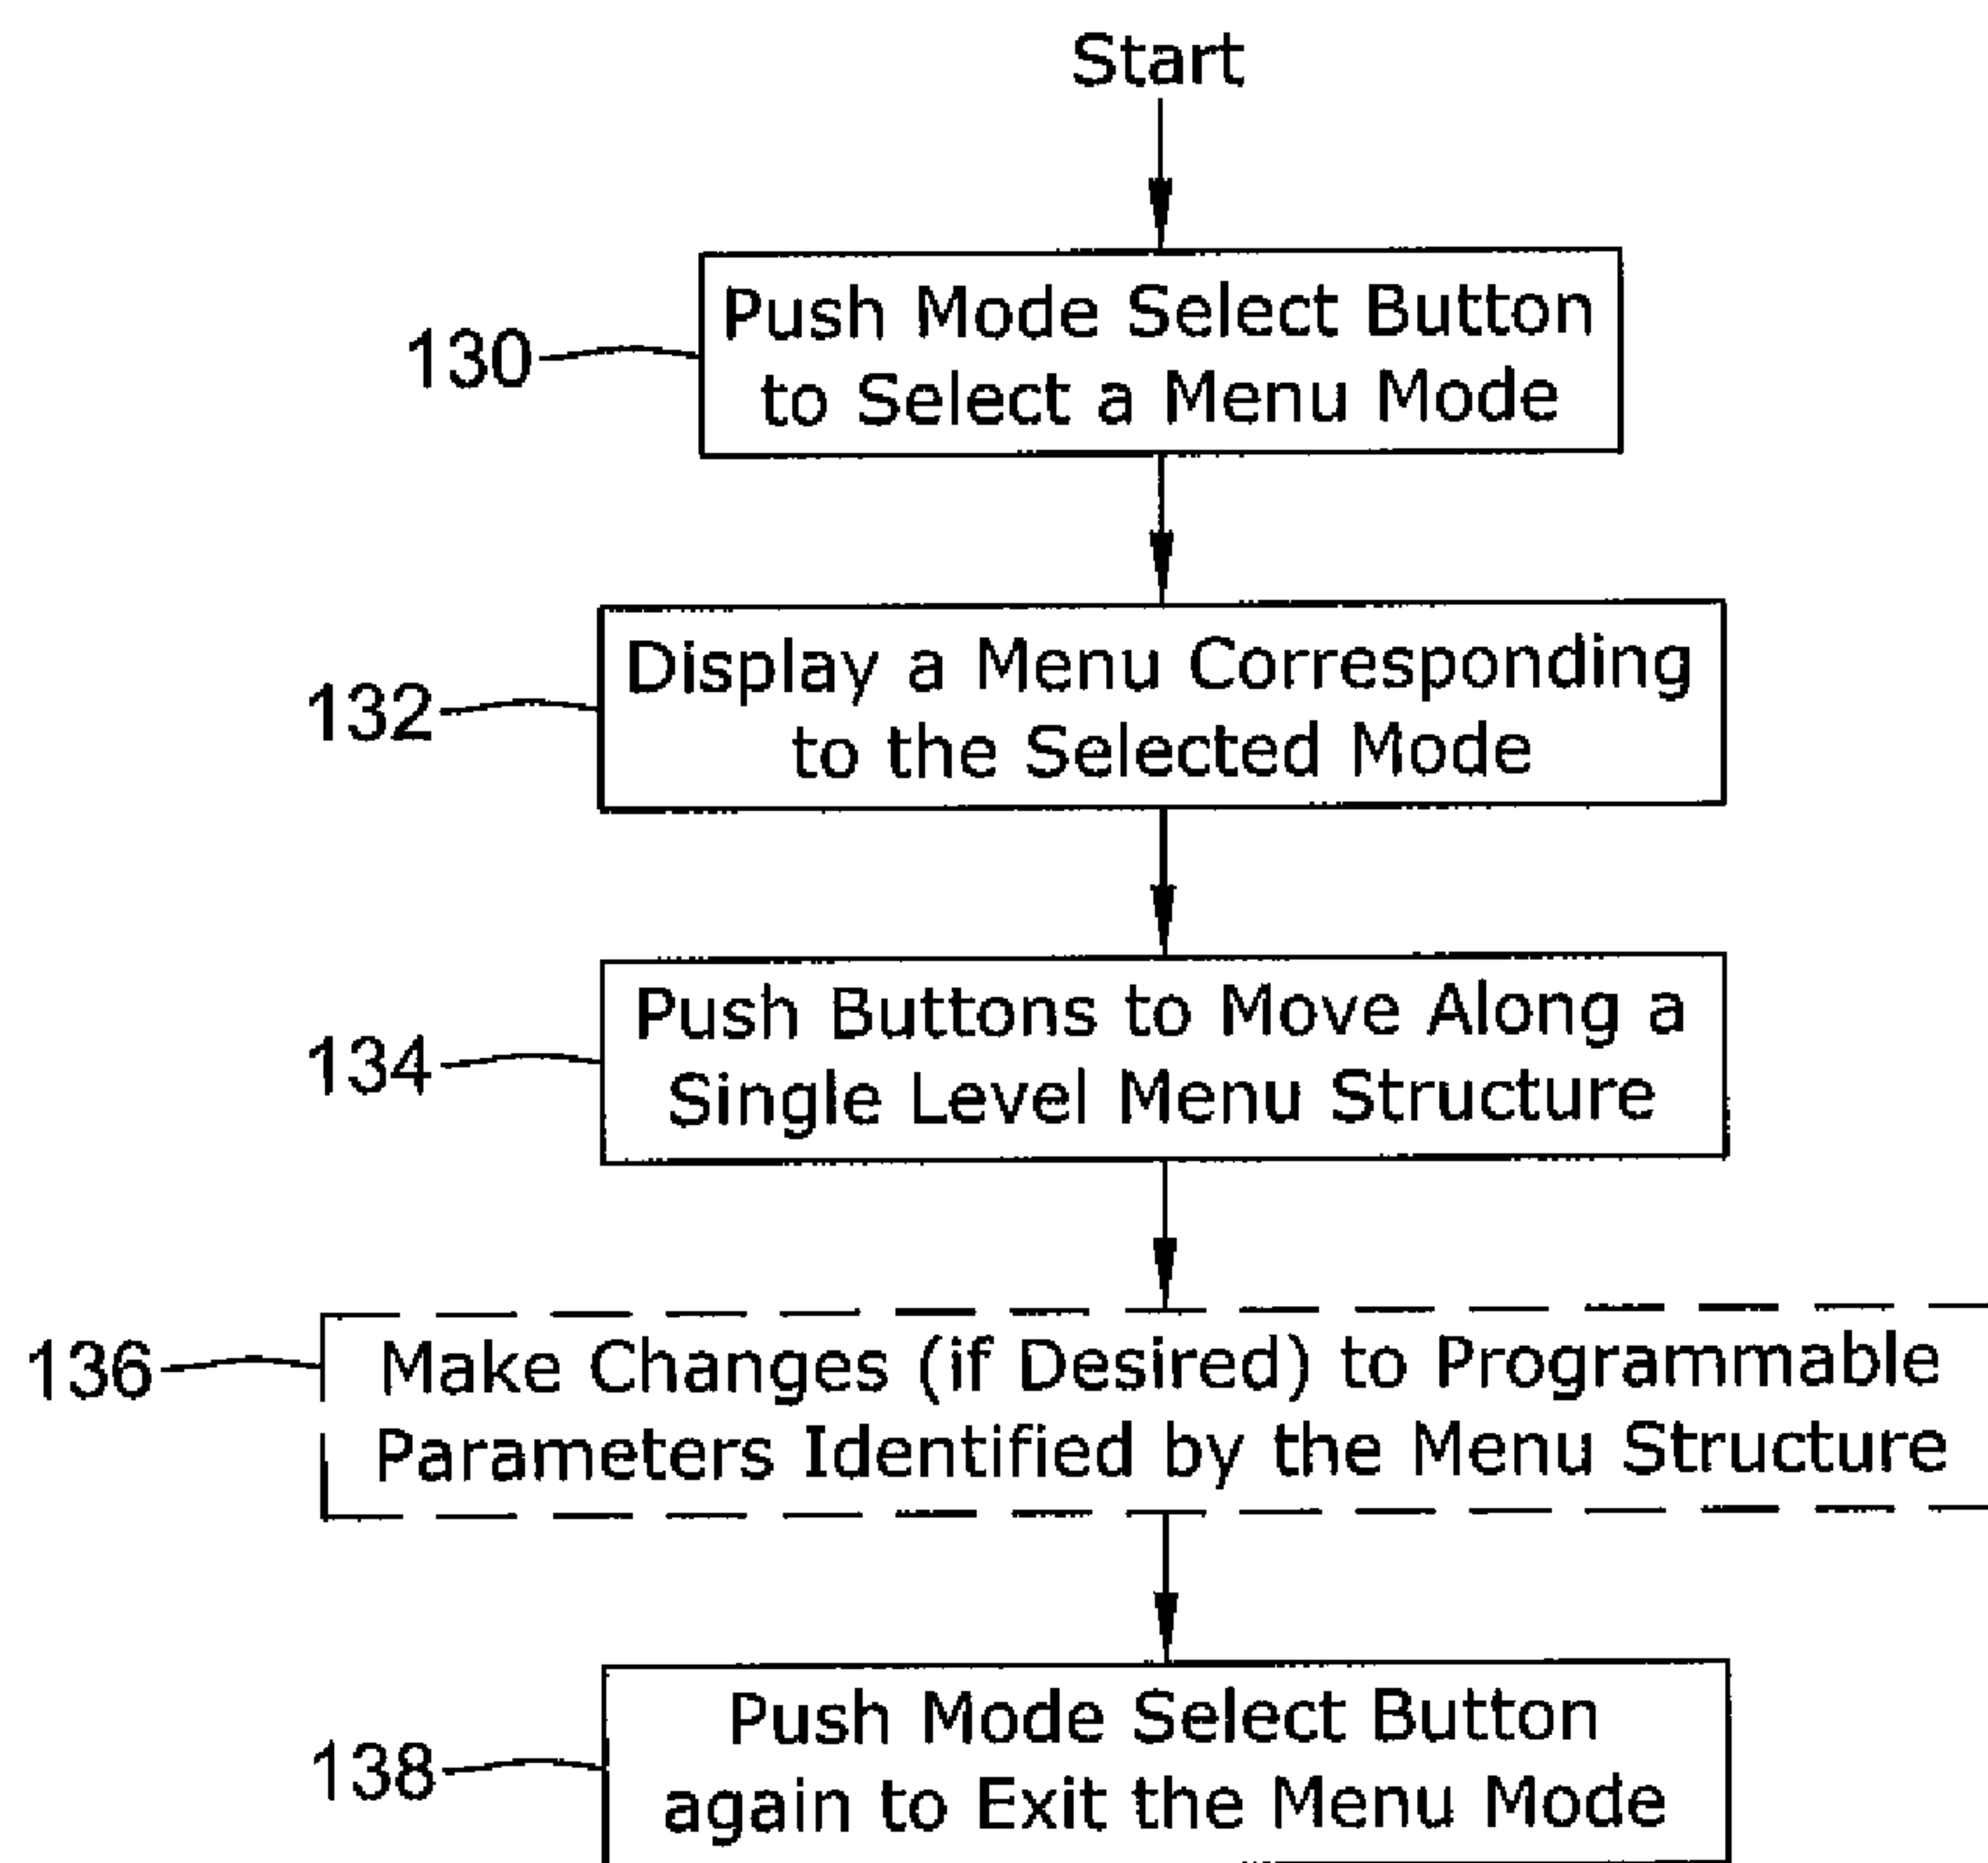 Start
130
Push Mode Select Button
to Select a Menu Mode
132
Display a Menu Corresponding
to the Selected Mode
134
Push Buttons to Move Along a
Single Level Menu Structure
136
Make Changes (if Desired) to Programmable
Parameters Identified by the Menu Structure
138
Push Mode Select Button
again to Exit the Menu Mode